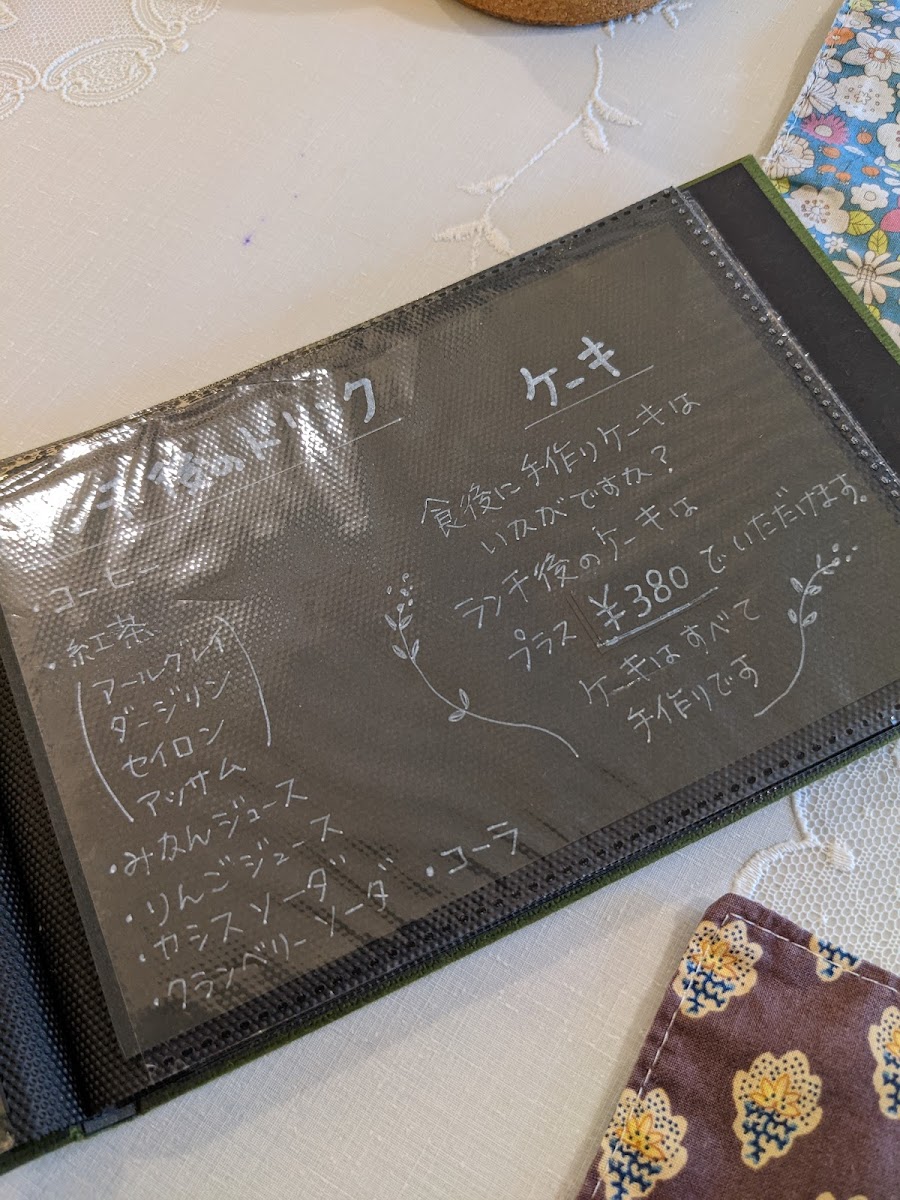 食後のドリンク
・コーヒー
・紅茶
アールグレイ
ダージリン
セイロン
アッサム
・みかんジュース
・りんごジュース
・カシスソーダ
・クランベリーソーダ
・コーラ
ケーキ
食後に手作りケーキは
いかがですか?
ランチ後のケーキは
プラス ¥380 でいただけます。
ケーキはすべて
手作りです